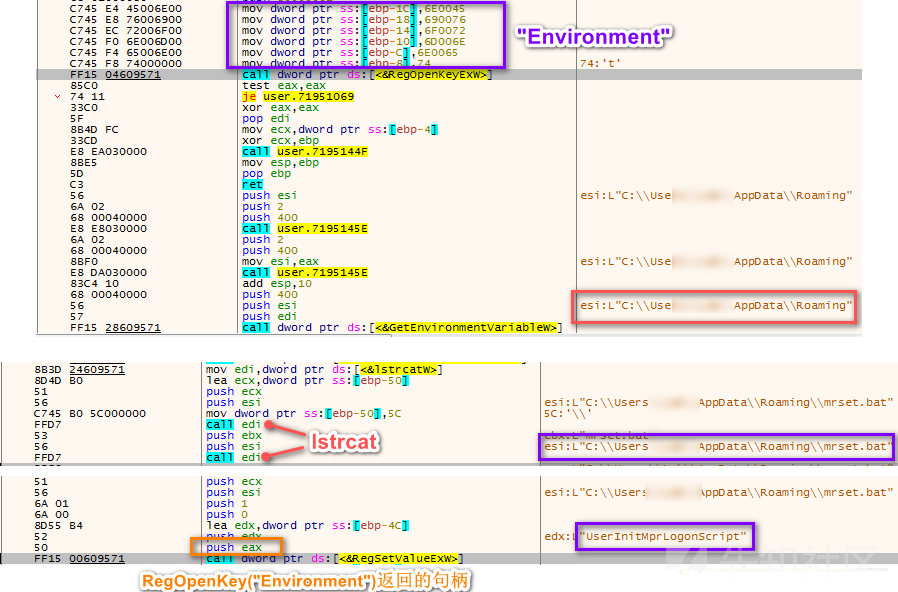 C745 E4 45006E00 mov dword ptr ss:[ebp-1C],6E0045
C745 E8 76006900 mov dword ptr ss:[ebp-18],690076
C745 EC 72006F00 mov dword ptr ss:[ebp-14],6F0072
C745 F0 6E006D00 mov dword ptr ss:[ebp-10],6D006E
C745 F4 65006E00 mov dword ptr ss:[ebp-C],6E0065
C745 F8 74000000 mov dword ptr ss:[ebp-8],74 74:'t'
"Environment"
FF15 04609571 call dword ptr ds:[<&RegOpenKeyExW>]
85C0 test eax,eax
74 11 je user.71951069
33C0 xor eax,eax
5F pop edi
8B4D FC mov ecx,dword ptr ss:[ebp-4]
33CD xor ecx,ebp
E8 EA030000 call user.7195144F
8BE5 mov esp,ebp
5D pop ebp
C3 ret
56 push esi esi:L"C:\\Use AppData\\Roaming"
6A 02 push 2
68 00040000 push 400
E8 E8030000 call user.7195145E
6A 02 push 2
68 00040000 push 400
8BF0 mov esi,eax esi:L"C:\\Use AppData\\Roaming"
E8 DA030000 call user.7195145E
83C4 10 add esp,10
68 00040000 push 400
56 push esi esi:L"C:\\Use AppData\\Roaming"
57 push edi
FF15 28609571 call dword ptr ds:[<&GetEnvironmentVariableW>]
8B3D 24609571 mov edi,dword ptr ds:[<&lstrcatW>]
8D4D B0 lea ecx,dword ptr ss:[ebp-50]
51 push ecx
56 push esi esi:L"C:\\Users AppData\\Roaming\\mrset.bat"
C745 B0 5C000000 mov dword ptr ss:[ebp-50],5C 5C:'\\'
FFD7 call edi
53 push ebx ebx:L"mrset.bat"
56 push esi esi:L"C:\\Users AppData\\Roaming\\mrset.bat"
FFD7 call edi
lstrcat
51 push ecx
56 push esi esi:L"C:\\Users AppData\\Roaming\\mrset.bat"
6A 01 push 1
6A 00 push 0
8D55 B4 lea edx,dword ptr ss:[ebp-4C]
52 push edx edx:L"UserInitMprLogonScript"
50 push eax
FF15 00609571 call dword ptr ds:[<&RegSetValueExW>]
RegOpenKey("Environment")返回的句柄